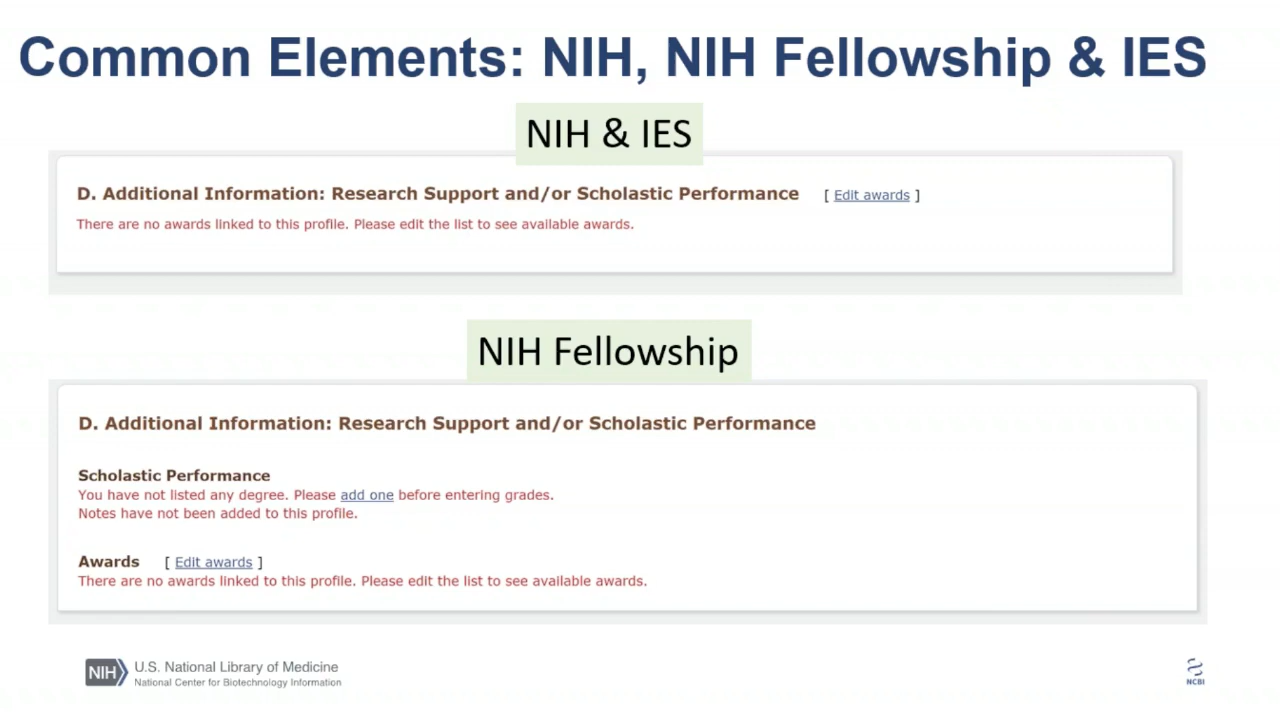 Common Elements: NIH, NIH Fellowship & IES
NIH & IES
D. Additional Information: Research Support and/or Scholastic Performance [ Edit awards ]
There are no awards linked to this profile. Please edit the list to see available awards.
NIH Fellowship
D. Additional Information: Research Support and/or Scholastic Performance
Scholastic Performance
You have not listed any degree. Please add one before entering grades.
Notes have not been added to this profile.
Awards [ Edit awards ]
There are no awards linked to this profile. Please edit the list to see available awards.
NIH U.S. National Library of Medicine
National Center for Biotechnology Information
NCBI